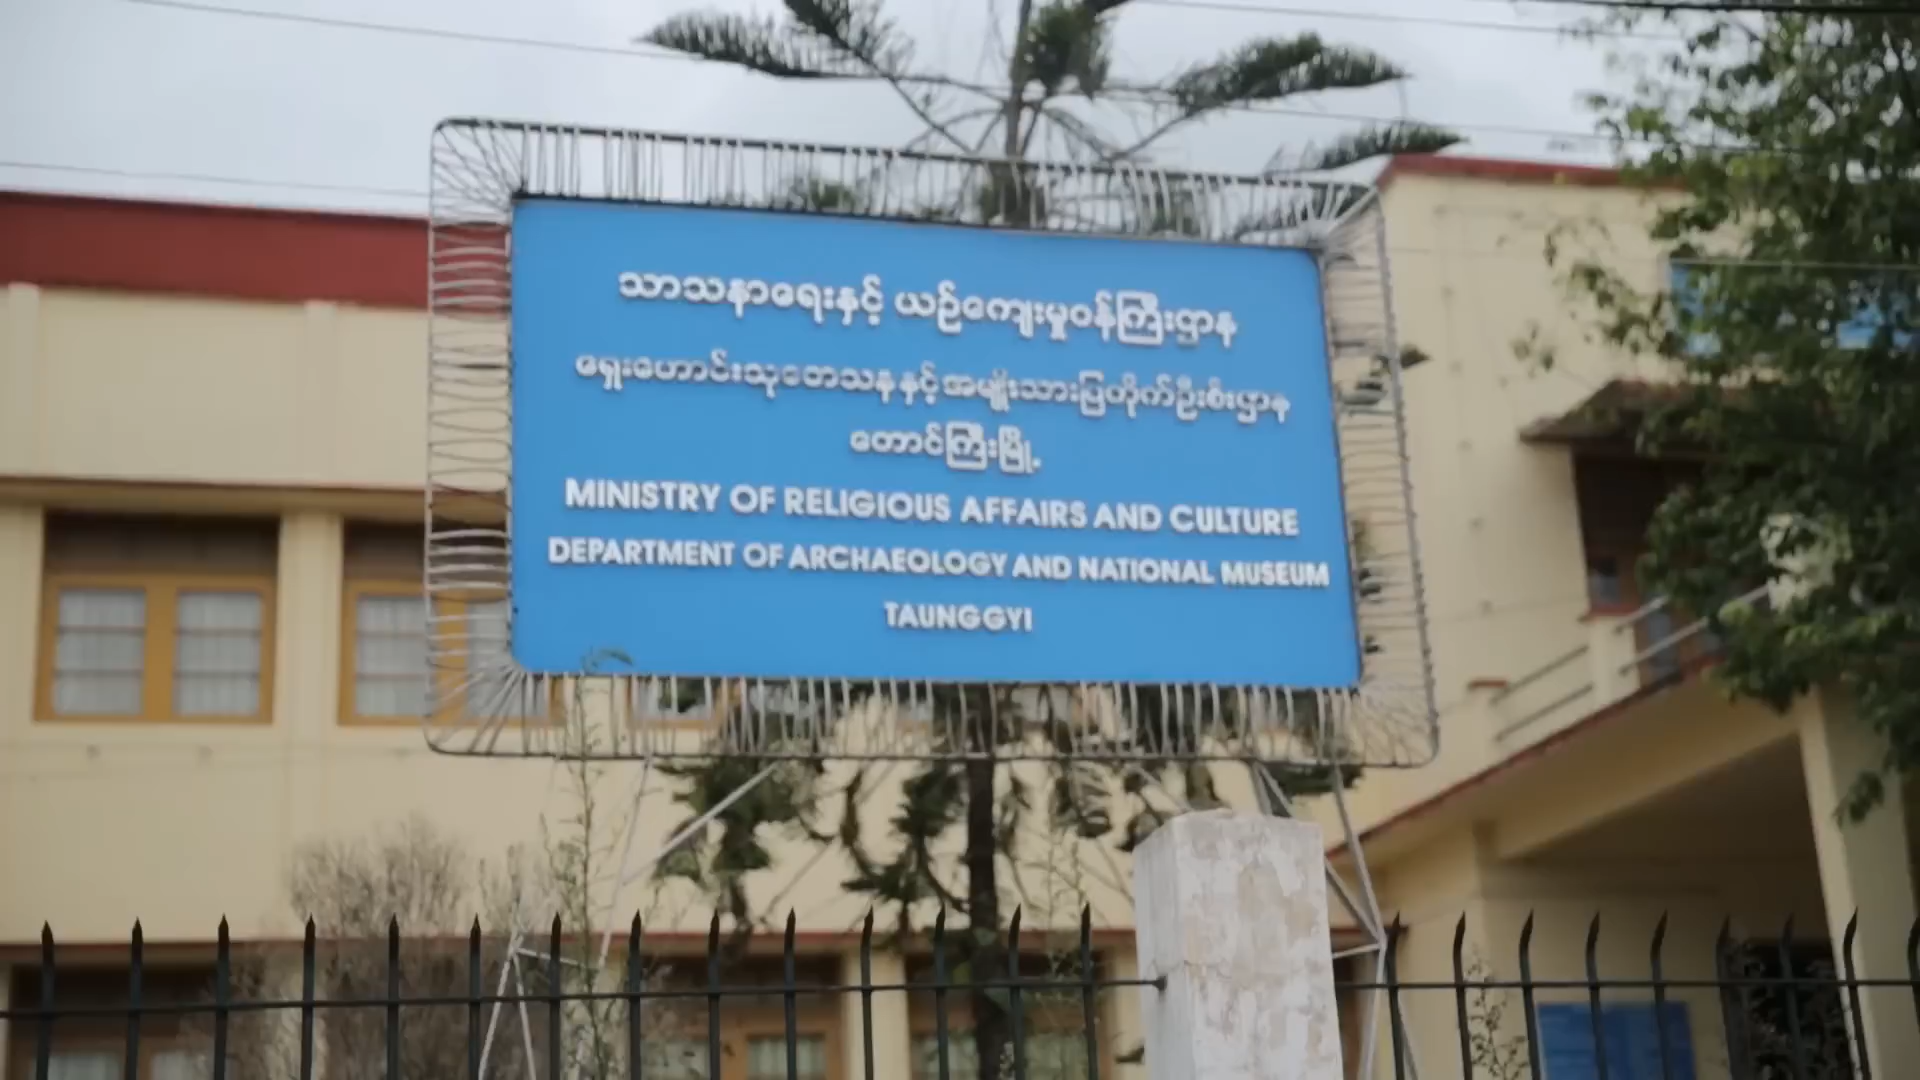 သာသနာရေးနှင့် ယဉ်ကျေးမှုဝန်ကြီးဌာန
ရှေးဟောင်းသုတေသနနှင့်အမျိုးသားပြတိုက်ဦးစီးဌာန
တောင်ကြီးမြို့
MINISTRY OF RELIGIOUS AFFAIRS AND CULTURE
DEPARTMENT OF ARCHAEOLOGY AND NATIONAL MUSEUM
TAUNGGYI